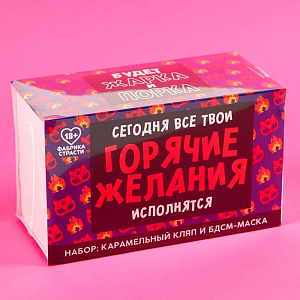 БУДЕТ
ЖАРКА
И
ПОРКА
18+
ФАБРИКА
СТРАСТИ
СЕГОДНЯ ВСЕ ТВОИ
ГОРЯЧИЕ
ЖЕЛАНИЯ
ИСПОЛНЯТСЯ
НАБОР: КАРАМЕЛЬНЫЙ КЛЯП И БДСМ-МАСКА